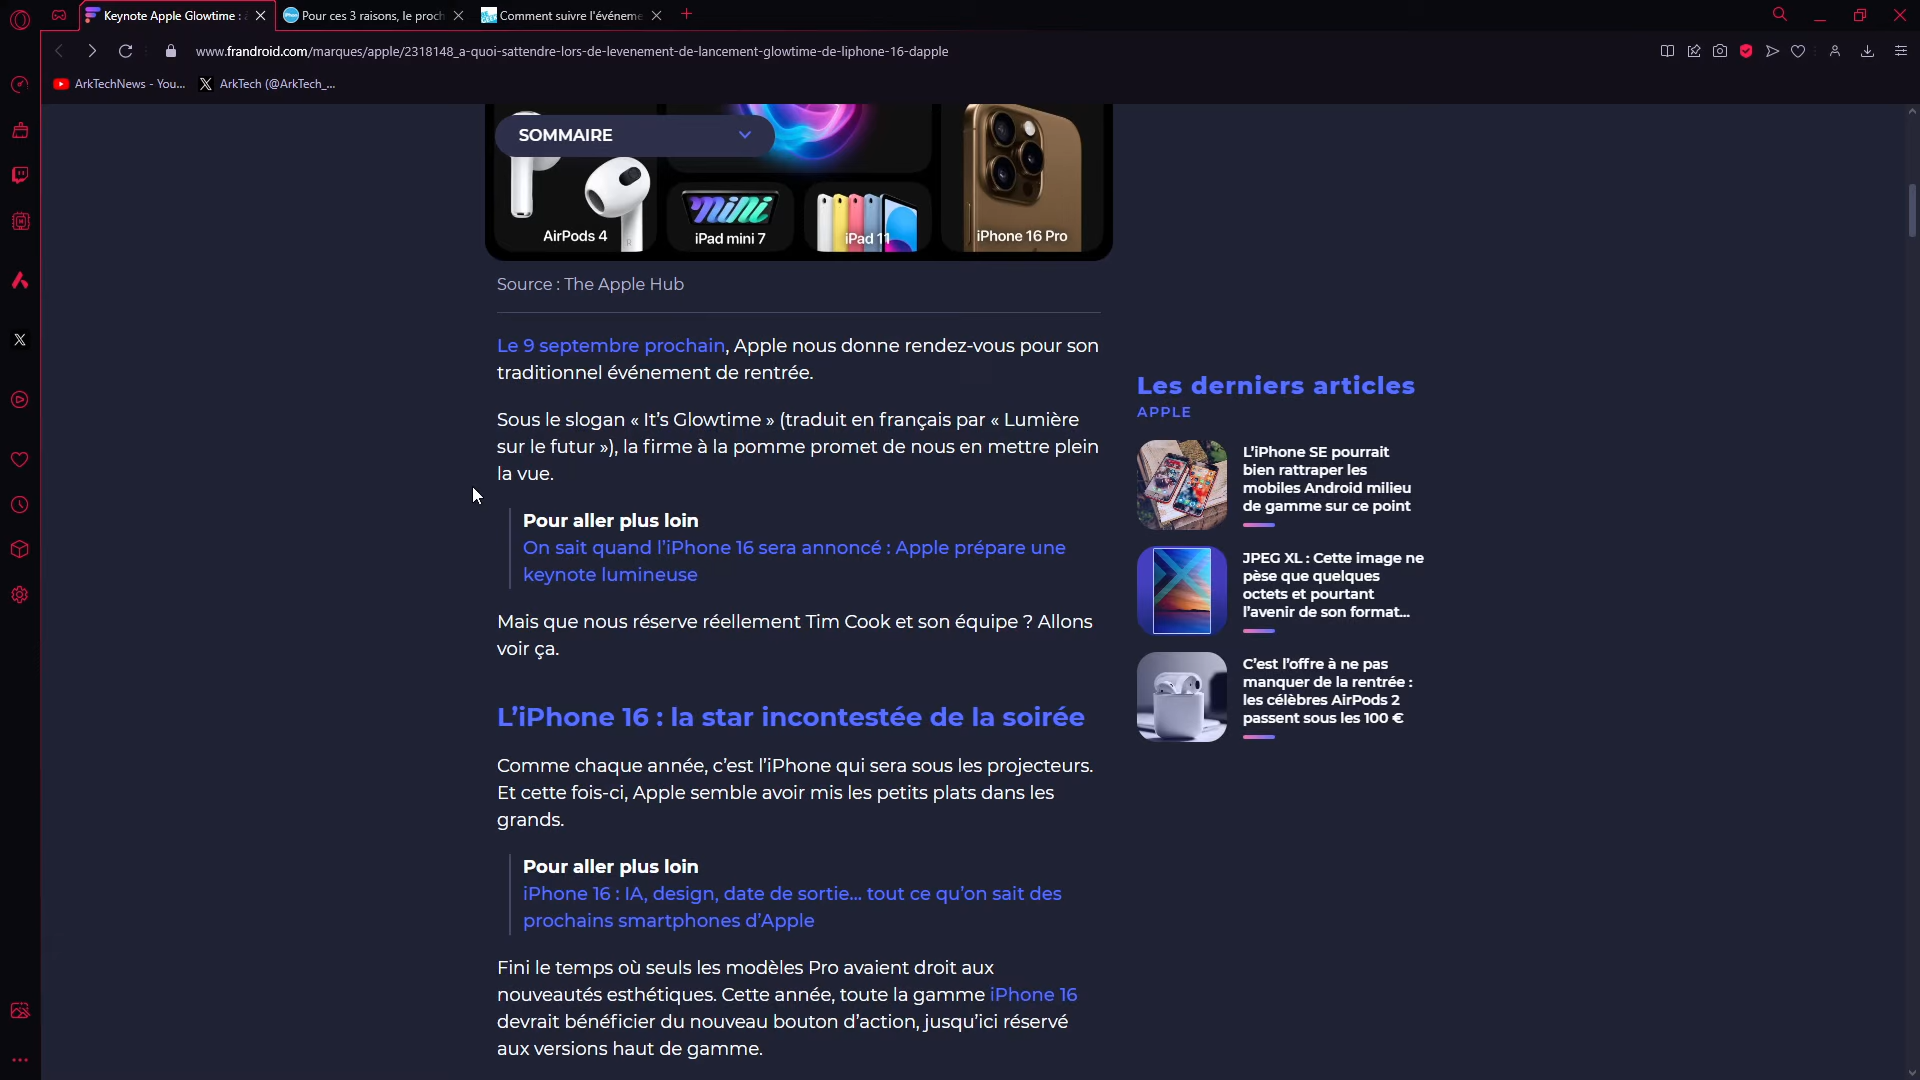 Keynote Apple Glowtime :
Pour ces 3 raisons, le proch
Comment suivre l'événeme
www.frandroid.com/marques/apple/2318148_a-quoi-sattendre-lors-de-levenement-de-lancement-glowtime-de-liphone-16-dapple
ArkTechNews - You...
ArkTech (@ArkTech_...
SOMMAIRE
mini
AirPods 4
iPad mini 7
iPad 11
iPhone 16 Pro
Source : The Apple Hub
Le 9 septembre prochain, Apple nous donne rendez-vous pour son
traditionnel événement de rentrée.
Sous le slogan « It’s Glowtime » (traduit en français par « Lumière
sur le futur »), la firme à la pomme promet de nous en mettre plein
la vue.
Pour aller plus loin
On sait quand l’iPhone 16 sera annoncé : Apple prépare une
keynote lumineuse
Mais que nous réserve réellement Tim Cook et son équipe ? Allons
voir ça.
L’iPhone 16 : la star incontestée de la soirée
Comme chaque année, c’est l’iPhone qui sera sous les projecteurs.
Et cette fois-ci, Apple semble avoir mis les petits plats dans les
grands.
Pour aller plus loin
iPhone 16 : IA, design, date de sortie… tout ce qu’on sait des
prochains smartphones d’Apple
Fini le temps où seuls les modèles Pro avaient droit aux
nouveautés esthétiques. Cette année, toute la gamme iPhone 16
devrait bénéficier du nouveau bouton d’action, jusqu’ici réservé
aux versions haut de gamme.
Les derniers articles
APPLE
L’iPhone SE pourrait
bien rattraper les
mobiles Android milieu
de gamme sur ce point
JPEG XL : Cette image ne
pèse que quelques
octets et pourtant
l’avenir de son format…
C’est l’offre à ne pas
manquer de la rentrée :
les célèbres AirPods 2
passent sous les 100 €